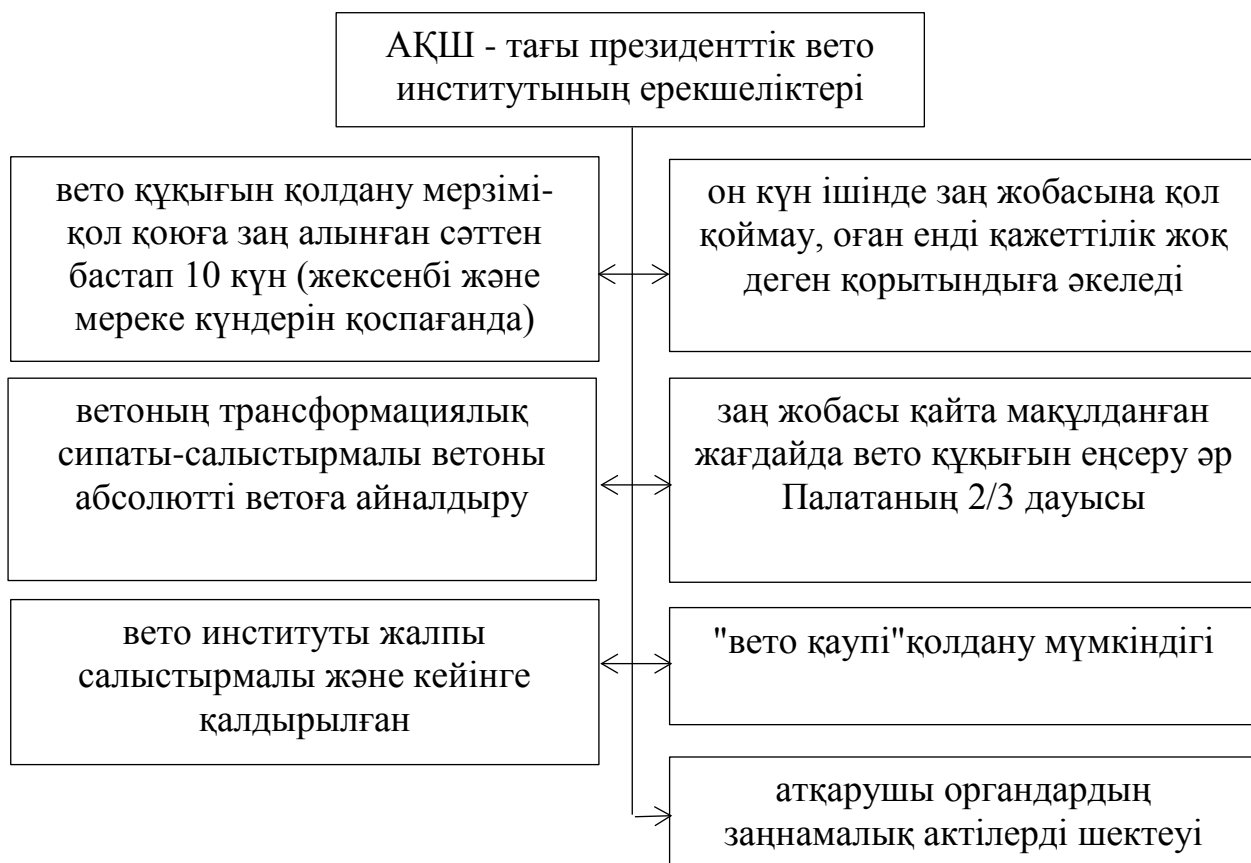 АҚШ - тағы президенттік вето
институтының ерекшеліктері
вето құқығын қолдану мерзімі-
қол қоюға заң алынған сәттен
бастап 10 күн (жексенбі және
мереке күндерін қоспағанда)
он күн ішінде заң жобасына қол
қоймау, оған енді қажеттілік жоқ
деген қорытындыға әкеледі
ветоның трансформациялық
сипаты-салыстырмалы ветоны
абсолютті ветоға айналдыру
заң жобасы қайта мақұлданған
жағдайда вето құқығын еңсеру әр
Палатаның 2/3 дауысы
вето институты жалпы
салыстырмалы және кейінге
қалдырылған
"вето қаупі"қолдану мүмкіндігі
атқарушы органдардың
заңнамалық актілерді шектеуі